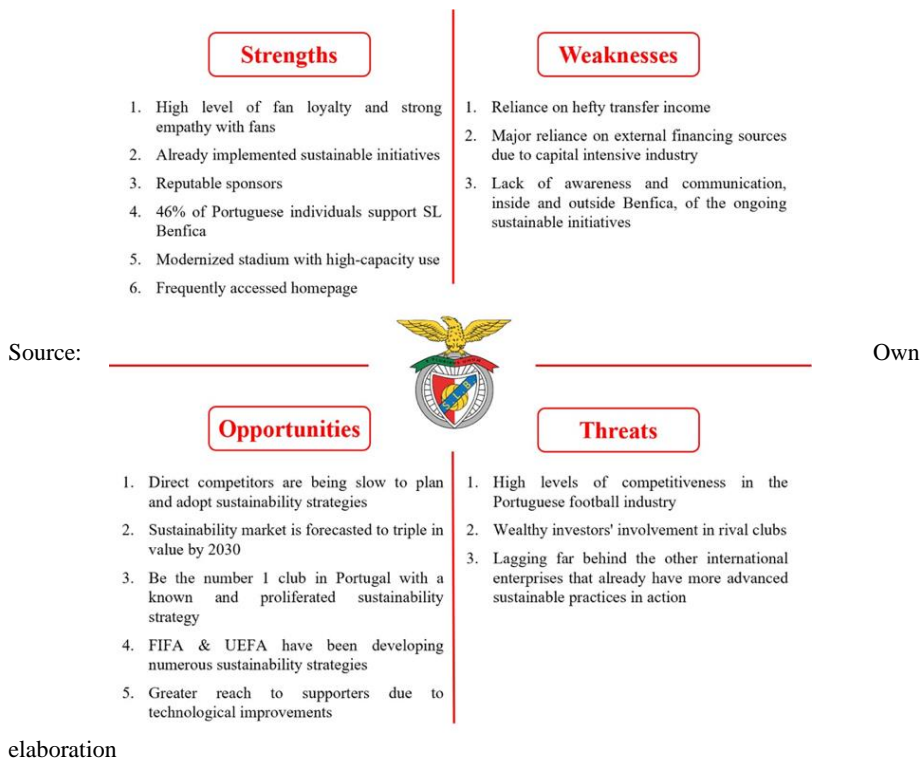 Strengths
1. High level of fan loyalty and strong
empathy with fans
2. Already implemented sustainable initiatives
3. Reputable sponsors
4. 46% of Portuguese individuals support SL
Benfica
5. Modernized stadium with high-capacity use
6. Frequently accessed homepage
Weaknesses
1. Reliance on hefty transfer income
2. Major reliance on external financing sources
due to capital intensive industry
3. Lack of awareness and communication,
inside and outside Benfica, of the ongoing
sustainable initiatives
Source: Own
SLB
Opportunities
1. Direct competitors are being slow to plan
and adopt sustainability strategies
2. Sustainability market is forecasted to triple in
value by 2030
3. Be the number 1 club in Portugal with a
known and proliferated sustainability
strategy
4. FIFA & UEFA have been developing
numerous sustainability strategies
5. Greater reach to supporters due to
technological improvements
Threats
1. High levels of competitiveness in the
Portuguese football industry
2. Wealthy investors' involvement in rival clubs
3. Lagging far behind the other international
enterprises that already have more advanced
sustainable practices in action
elaboration